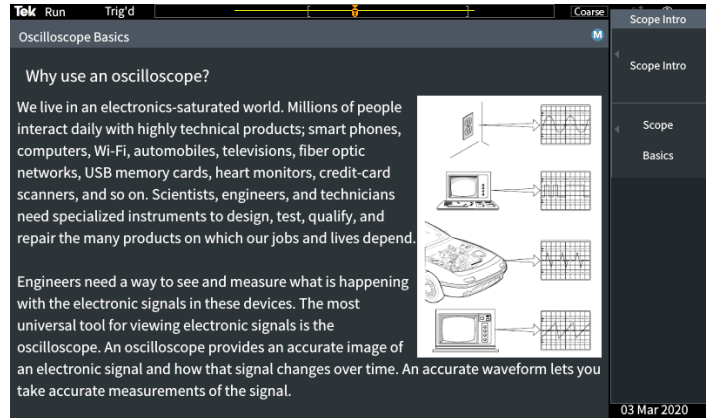 Tek Run Trig'd Coarse
Scope Intro
Oscilloscope Basics M
Scope Intro
Scope
Basics
Why use an oscilloscope?
We live in an electronics-saturated world. Millions of people
interact daily with highly technical products; smart phones,
computers, Wi-Fi, automobiles, televisions, fiber optic
networks, USB memory cards, heart monitors, credit-card
scanners, and so on. Scientists, engineers, and technicians
need specialized instruments to design, test, qualify, and
repair the many products on which our jobs and lives depend.
Engineers need a way to see and measure what is happening
with the electronic signals in these devices. The most
universal tool for viewing electronic signals is the
oscilloscope. An oscilloscope provides an accurate image of
an electronic signal and how that signal changes over time. An accurate waveform lets you
take accurate measurements of the signal.
03 Mar 2020